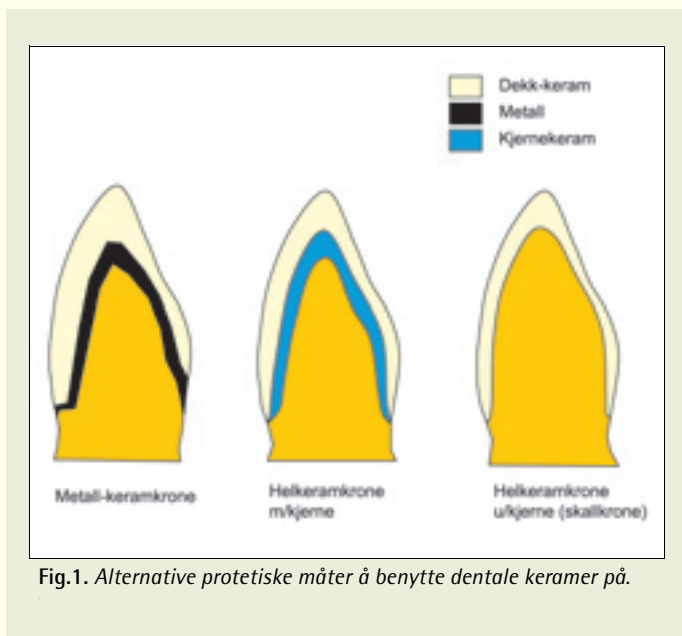 Dekk-keram
Metall
Kjernekeram
Metall-keramkrone
Helkeramkrone
m/kjerne
Helkeramkrone
u/kjerne (skallkrone)
Fig.1. Alternative protetiske måter å benytte dentale keramer på.